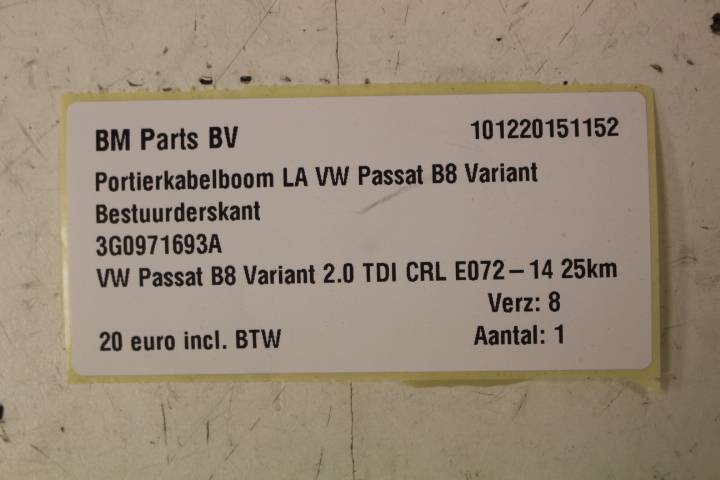 BM Parts BV 101220151152
Portierkabelboom LA VW Passat B8 Variant
Bestuurderskant
3G0971693A
VW Passat B8 Variant 2.0 TDI CRL E072-14 25km
Verz: 8
20 euro incl. BTW Aantal: 1